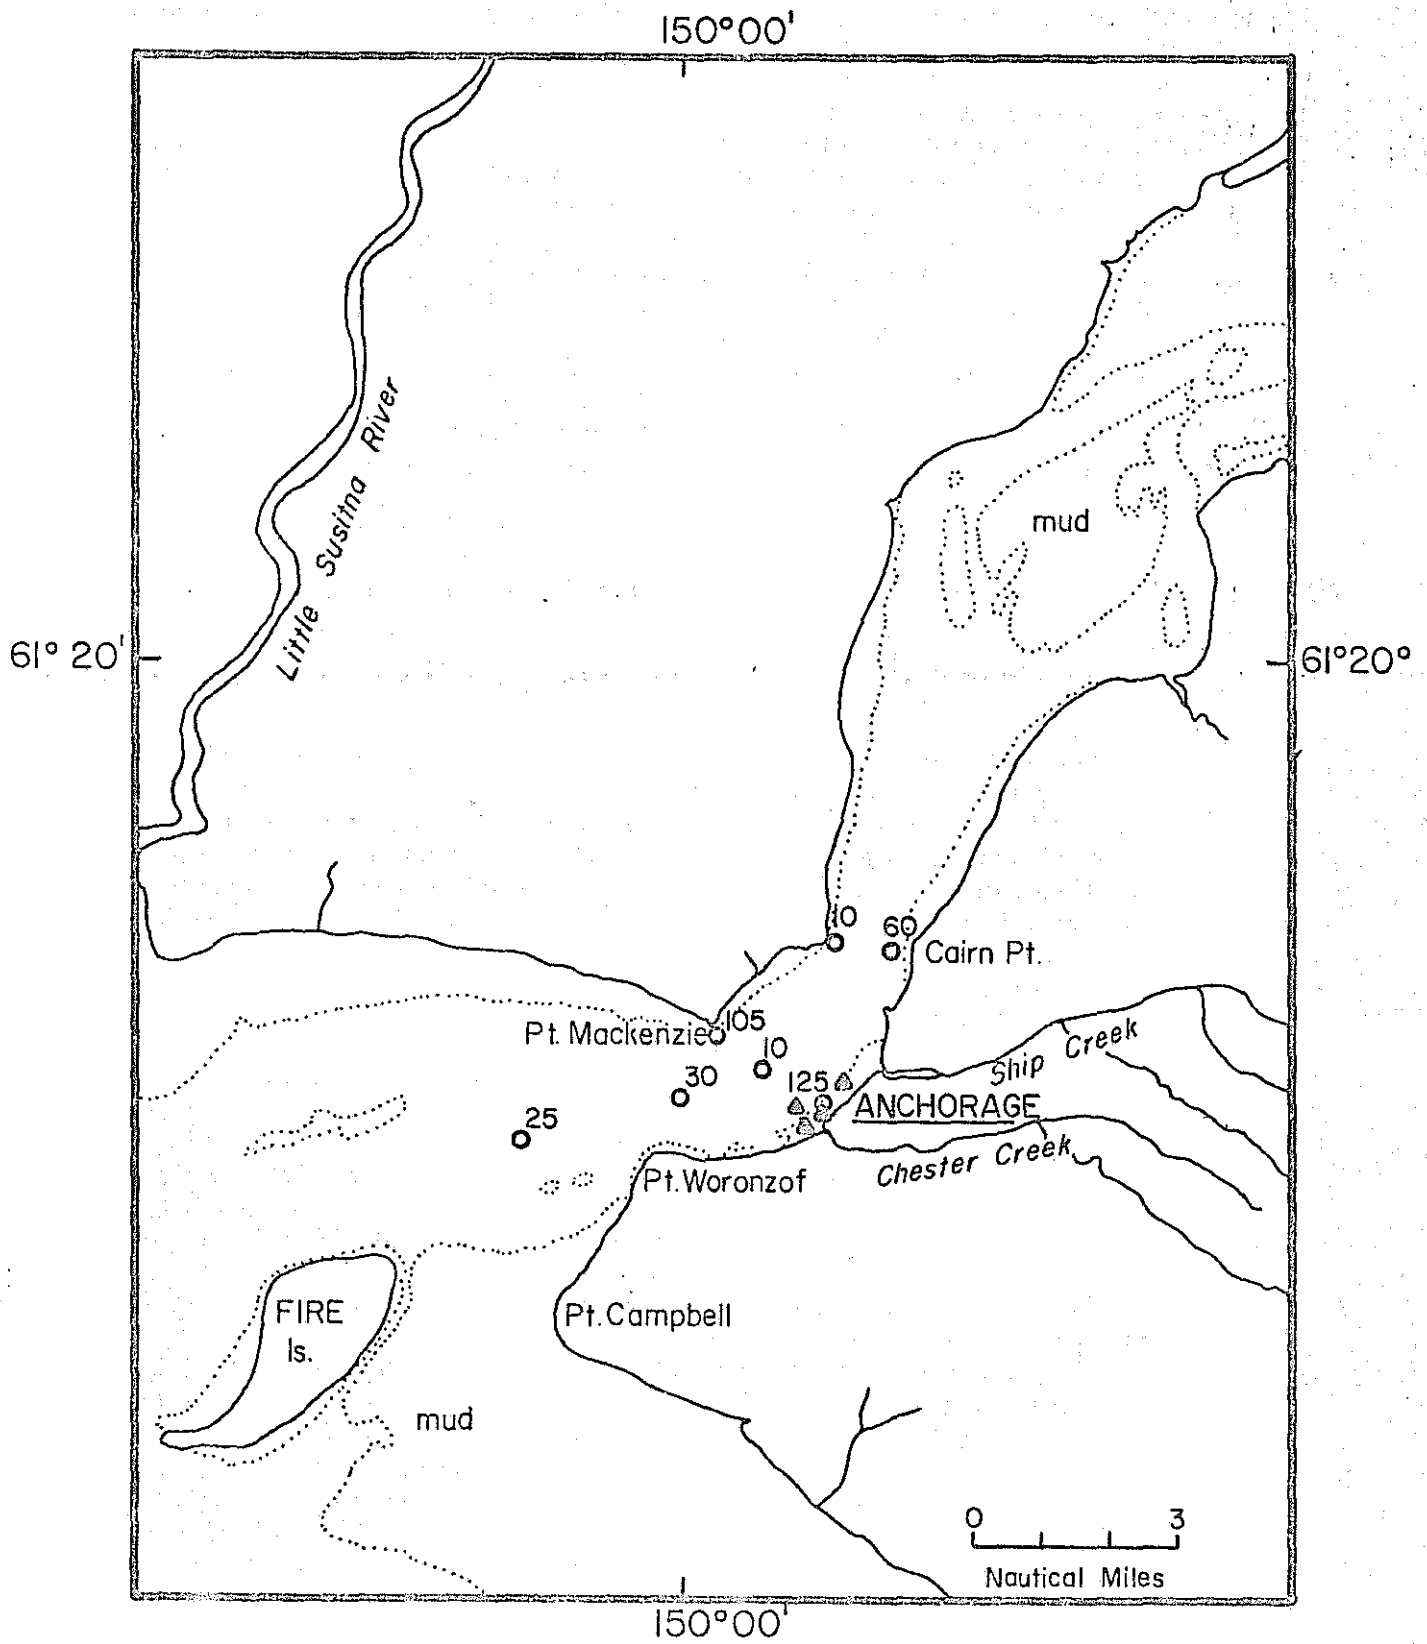 150°00'
Little Susitna River
mud
61° 20'
61°20°
10
60
Cairn Pt.
Pt. Mackenzie
105
10
Ship Creek
30
125
ANCHORAGE
25
Chester Creek
Pt. Woronzof
FIRE
Is.
Pt. Campbell
mud
0 3
Nautical Miles
150°00'